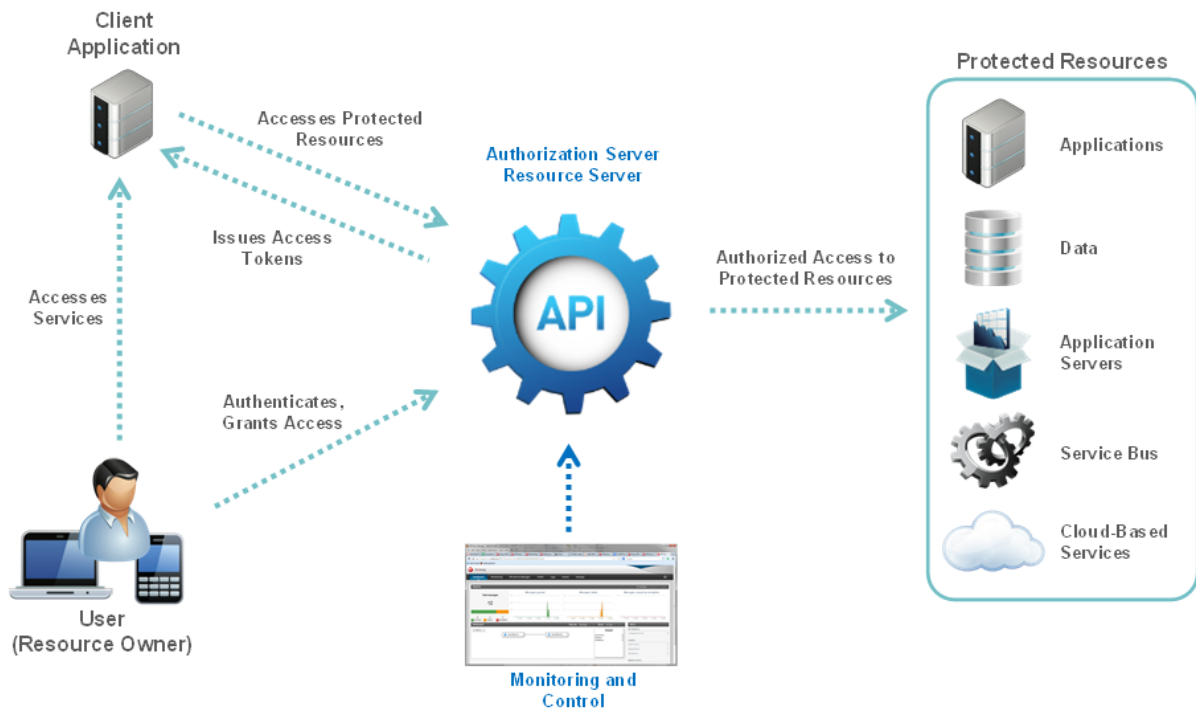 Client
Application
Protected Resources
Accesses Protected
Resources
Applications
Authorization Server
Resource Server
Issues Access
Tokens
Data
Authorized Access to
Protected Resources
Accesses
Services
API
Application
Servers
Authenticates,
Grants Access
Service Bus
Cloud-Based
Services
User
(Resource Owner)
Monitoring and
Control